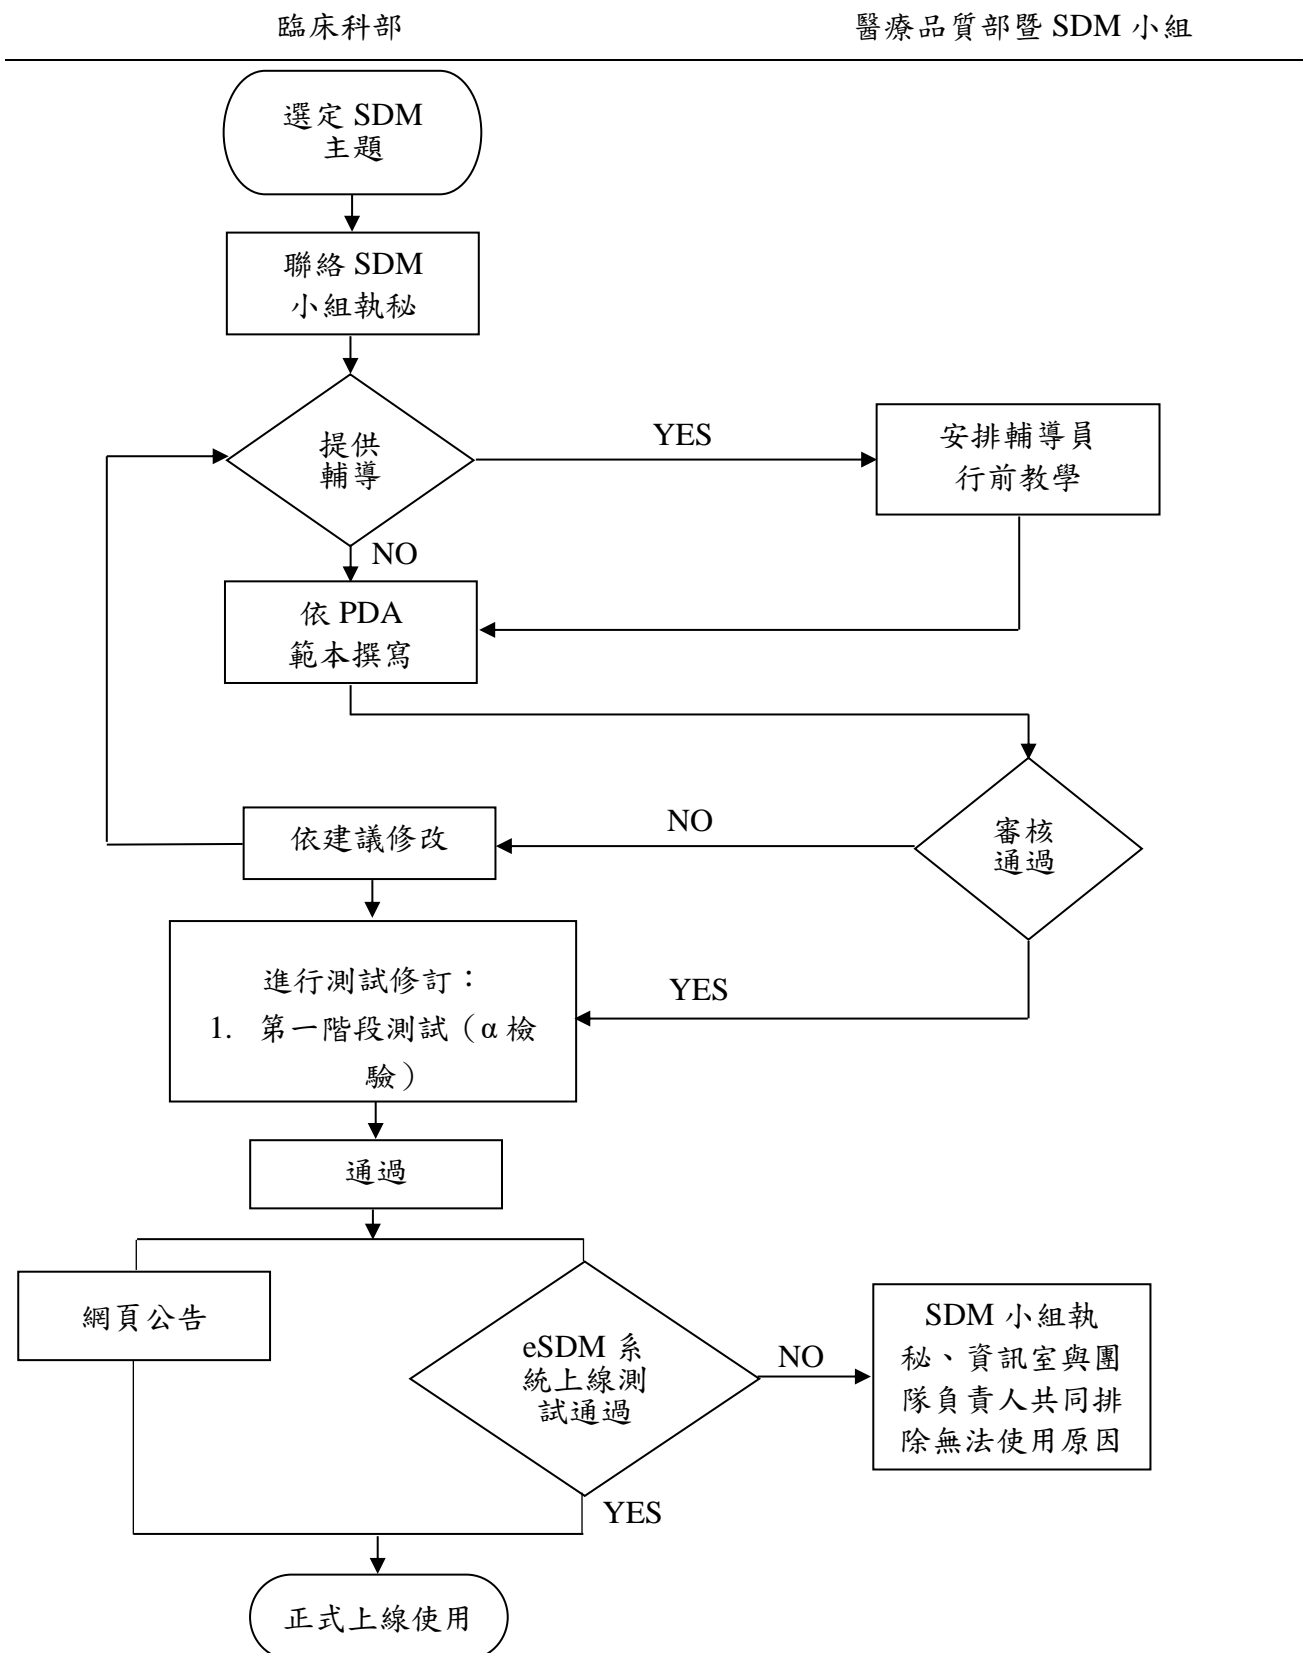 臨床科部
醫療品質部暨 SDM 小組
選定 SDM
主題
聯絡 SDM
小組執秘
提供
輔導
YES
安排輔導員
行前教學
NO
依 PDA
範本撰寫
審核
通過
NO
依建議修改
YES
進行測試修訂：
1. 第一階段測試（α 檢
驗）
通過
網頁公告
eSDM 系
統上線測
試通過
NO
SDM 小組執
秘、資訊室與團
隊負責人共同排
除無法使用原因
YES
正式上線使用